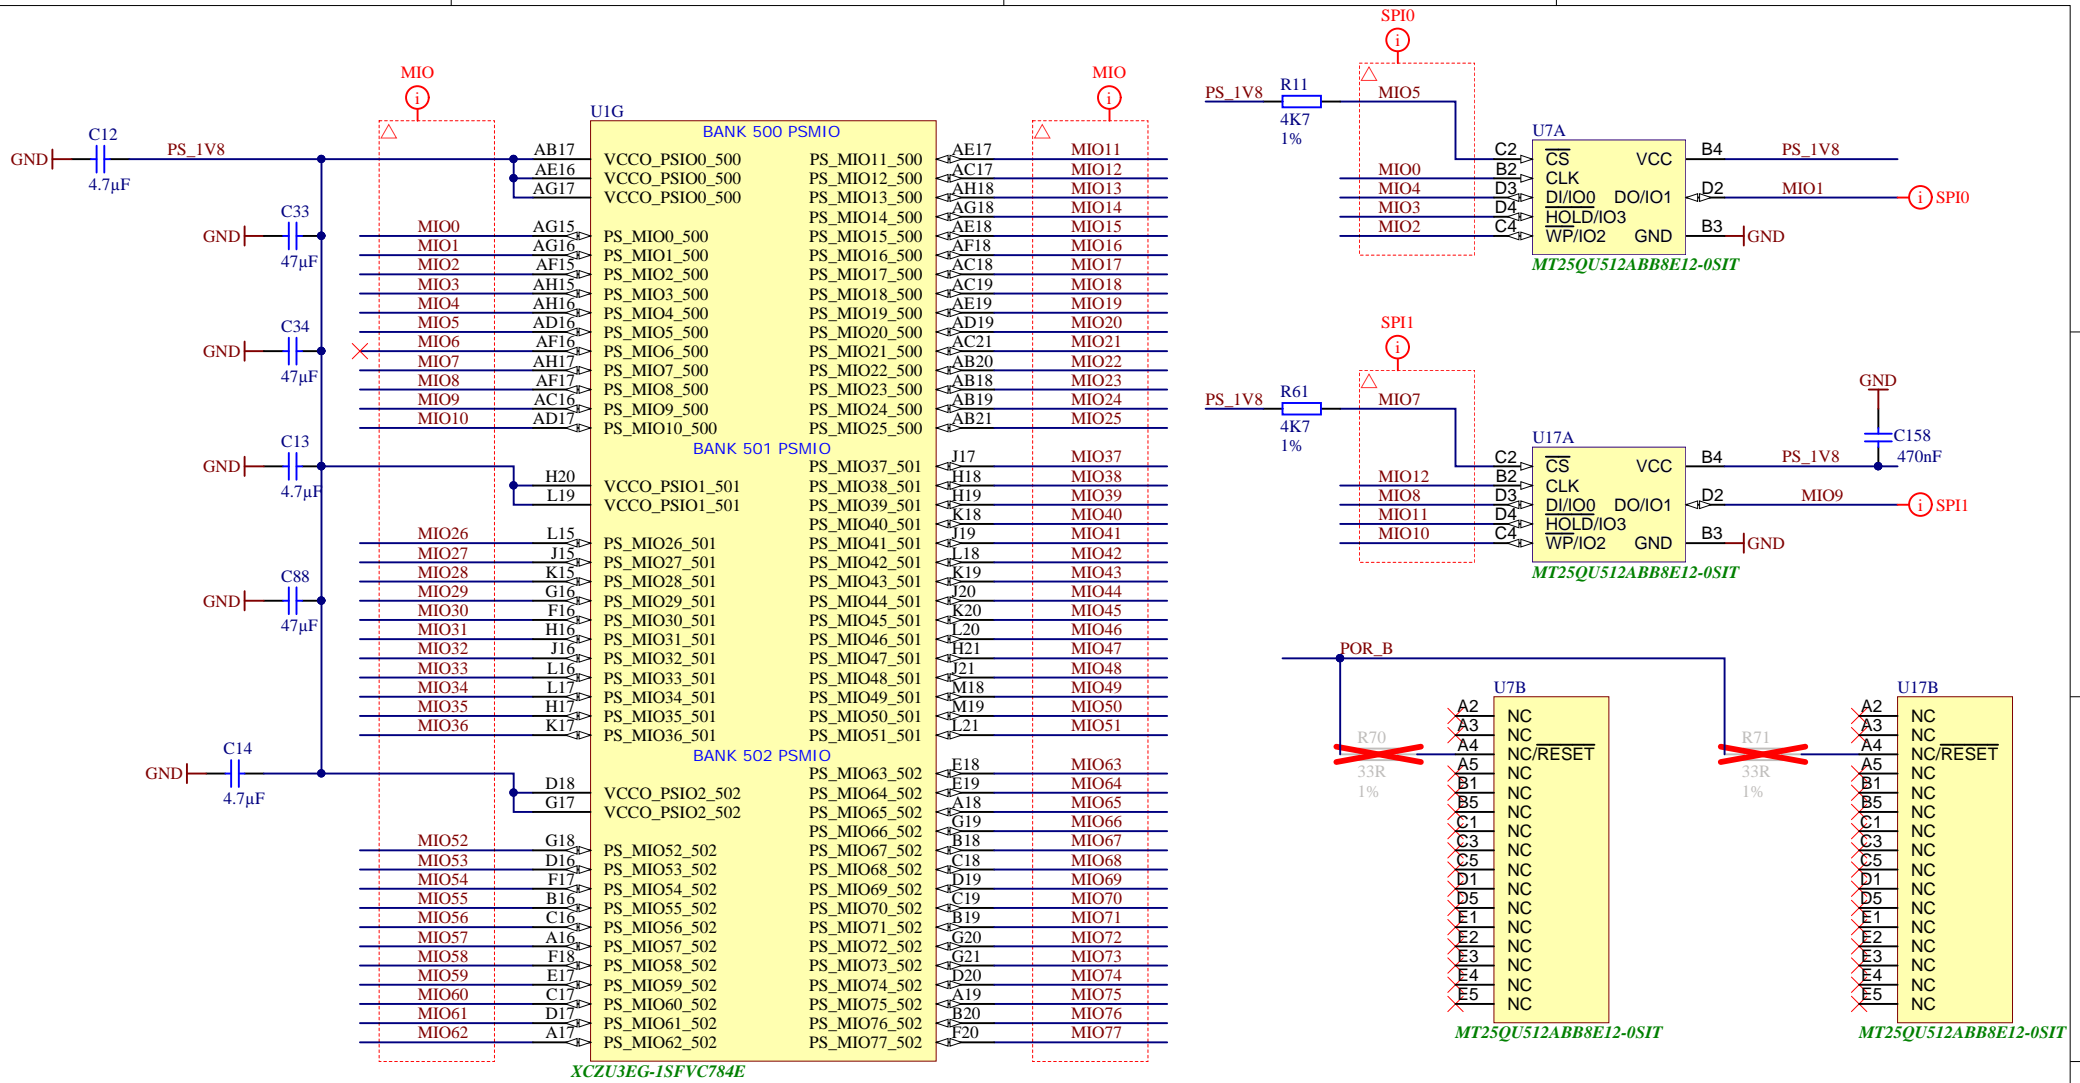 MIO
MIO
SPI0
U1G
BANK 500 PSMIO
C12
GND
4.7µF
PS_1V8
C33
GND
47µF
C34
GND
47µF
C13
GND
4.7µF
C88
GND
47µF
C14
GND
4.7µF
AB17 VCCO_PSIO0_500
AE16 VCCO_PSIO0_500
AG17 VCCO_PSIO0_500
MIO0 AG15 PS_MIO0_500
MIO1 AG16 PS_MIO1_500
MIO2 AF15 PS_MIO2_500
MIO3 AH15 PS_MIO3_500
MIO4 AH16 PS_MIO4_500
MIO5 AD16 PS_MIO5_500
MIO6 AF16 PS_MIO6_500
MIO7 AH17 PS_MIO7_500
MIO8 AF17 PS_MIO8_500
MIO9 AC16 PS_MIO9_500
MIO10 AD17 PS_MIO10_500
PS_MIO11_500 AE17 MIO11
PS_MIO12_500 AC17 MIO12
PS_MIO13_500 AH18 MIO13
PS_MIO14_500 AG18 MIO14
PS_MIO15_500 AE18 MIO15
PS_MIO16_500 AF18 MIO16
PS_MIO17_500 AC18 MIO17
PS_MIO18_500 AC19 MIO18
PS_MIO19_500 AE19 MIO19
PS_MIO20_500 AD19 MIO20
PS_MIO21_500 AC21 MIO21
PS_MIO22_500 AB20 MIO22
PS_MIO23_500 AB18 MIO23
PS_MIO24_500 AB19 MIO24
PS_MIO25_500 AB21 MIO25
BANK 501 PSMIO
H20 VCCO_PSIO1_501
L19 VCCO_PSIO1_501
MIO26 L15 PS_MIO26_501
MIO27 J15 PS_MIO27_501
MIO28 K15 PS_MIO28_501
MIO29 G16 PS_MIO29_501
MIO30 F16 PS_MIO30_501
MIO31 H16 PS_MIO31_501
MIO32 J16 PS_MIO32_501
MIO33 L16 PS_MIO33_501
MIO34 L17 PS_MIO34_501
MIO35 H17 PS_MIO35_501
MIO36 K17 PS_MIO36_501
PS_MIO37_501 J17 MIO37
PS_MIO38_501 H18 MIO38
PS_MIO39_501 H19 MIO39
PS_MIO40_501 K18 MIO40
PS_MIO41_501 J19 MIO41
PS_MIO42_501 L18 MIO42
PS_MIO43_501 K19 MIO43
PS_MIO44_501 J20 MIO44
PS_MIO45_501 K20 MIO45
PS_MIO46_501 L20 MIO46
PS_MIO47_501 H21 MIO47
PS_MIO48_501 J21 MIO48
PS_MIO49_501 M18 MIO49
PS_MIO50_501 M19 MIO50
PS_MIO51_501 L21 MIO51
BANK 502 PSMIO
D18 VCCO_PSIO2_502
G17 VCCO_PSIO2_502
MIO52 G18 PS_MIO52_502
MIO53 D16 PS_MIO53_502
MIO54 F17 PS_MIO54_502
MIO55 B16 PS_MIO55_502
MIO56 C16 PS_MIO56_502
MIO57 A16 PS_MIO57_502
MIO58 F18 PS_MIO58_502
MIO59 E17 PS_MIO59_502
MIO60 C17 PS_MIO60_502
MIO61 D17 PS_MIO61_502
MIO62 A17 PS_MIO62_502
PS_MIO63_502 E18 MIO63
PS_MIO64_502 E19 MIO64
PS_MIO65_502 A18 MIO65
PS_MIO66_502 G19 MIO66
PS_MIO67_502 B18 MIO67
PS_MIO68_502 C18 MIO68
PS_MIO69_502 D19 MIO69
PS_MIO70_502 C19 MIO70
PS_MIO71_502 B19 MIO71
PS_MIO72_502 G20 MIO72
PS_MIO73_502 G21 MIO73
PS_MIO74_502 D20 MIO74
PS_MIO75_502 A19 MIO75
PS_MIO76_502 B20 MIO76
PS_MIO77_502 F20 MIO77
XCZU3EG-1SFVC784E
PS_1V8 R11 MIO5
4K7
1%
U7A
C2 CS VCC B4 PS_1V8
MIO0 B2 CLK
MIO4 D3 DI/IO0 DO/IO1 D2 MIO1 SPI0
MIO3 D4 HOLD/IO3
MIO2 C4 WP/IO2 GND B3 GND
MT25QU512ABB8E12-0SIT
SPI1
PS_1V8 R61 MIO7
4K7
1%
GND
C158
470nF
U17A
C2 CS VCC B4 PS_1V8
MIO12 B2 CLK
MIO8 D3 DI/IO0 DO/IO1 D2 MIO9 SPI1
MIO11 D4 HOLD/IO3
MIO10 C4 WP/IO2 GND B3 GND
MT25QU512ABB8E12-0SIT
POR_B
R70
33R
1%
U7B
A2 NC
A3 NC
A4 NC/RESET
A5 NC
B1 NC
B5 NC
C1 NC
C3 NC
C5 NC
D1 NC
D5 NC
E1 NC
E2 NC
E3 NC
E4 NC
E5 NC
MT25QU512ABB8E12-0SIT
R71
33R
1%
U17B
A2 NC
A3 NC
A4 NC/RESET
A5 NC
B1 NC
B5 NC
C1 NC
C3 NC
C5 NC
D1 NC
D5 NC
E1 NC
E2 NC
E3 NC
E4 NC
E5 NC
MT25QU512ABB8E12-0SIT